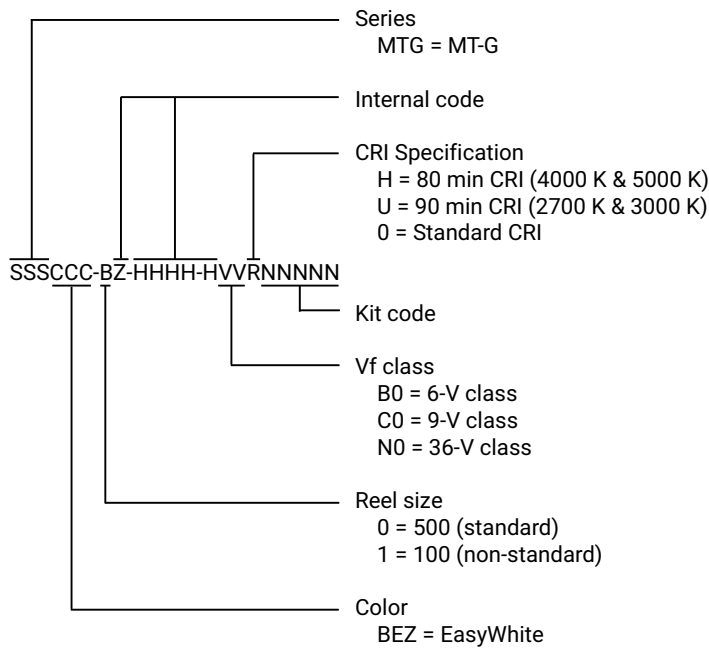 Series
MTG = MT-G
Internal code
CRI Specification
H = 80 min CRI (4000 K & 5000 K)
U = 90 min CRI (2700 K & 3000 K)
0 = Standard CRI
SSSCCC-BZ-HHHH-HVVRNNNNN
Kit code
Vf class
B0 = 6-V class
C0 = 9-V class
N0 = 36-V class
Reel size
0 = 500 (standard)
1 = 100 (non-standard)
Color
BEZ = EasyWhite